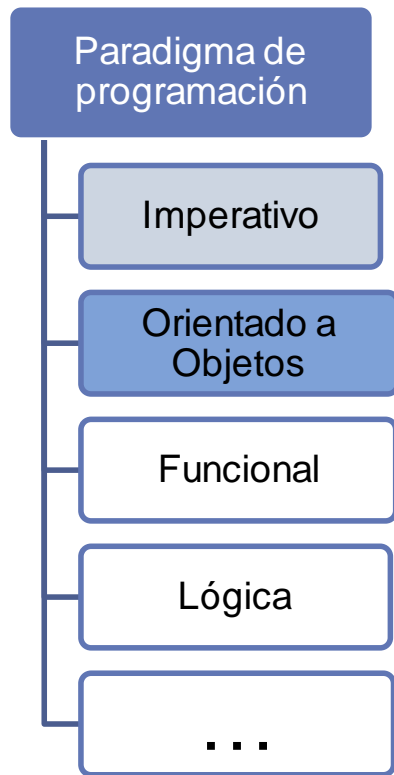 Paradigma de
programación
Imperativo
Orientado a
Objetos
Funcional
Lógica
...